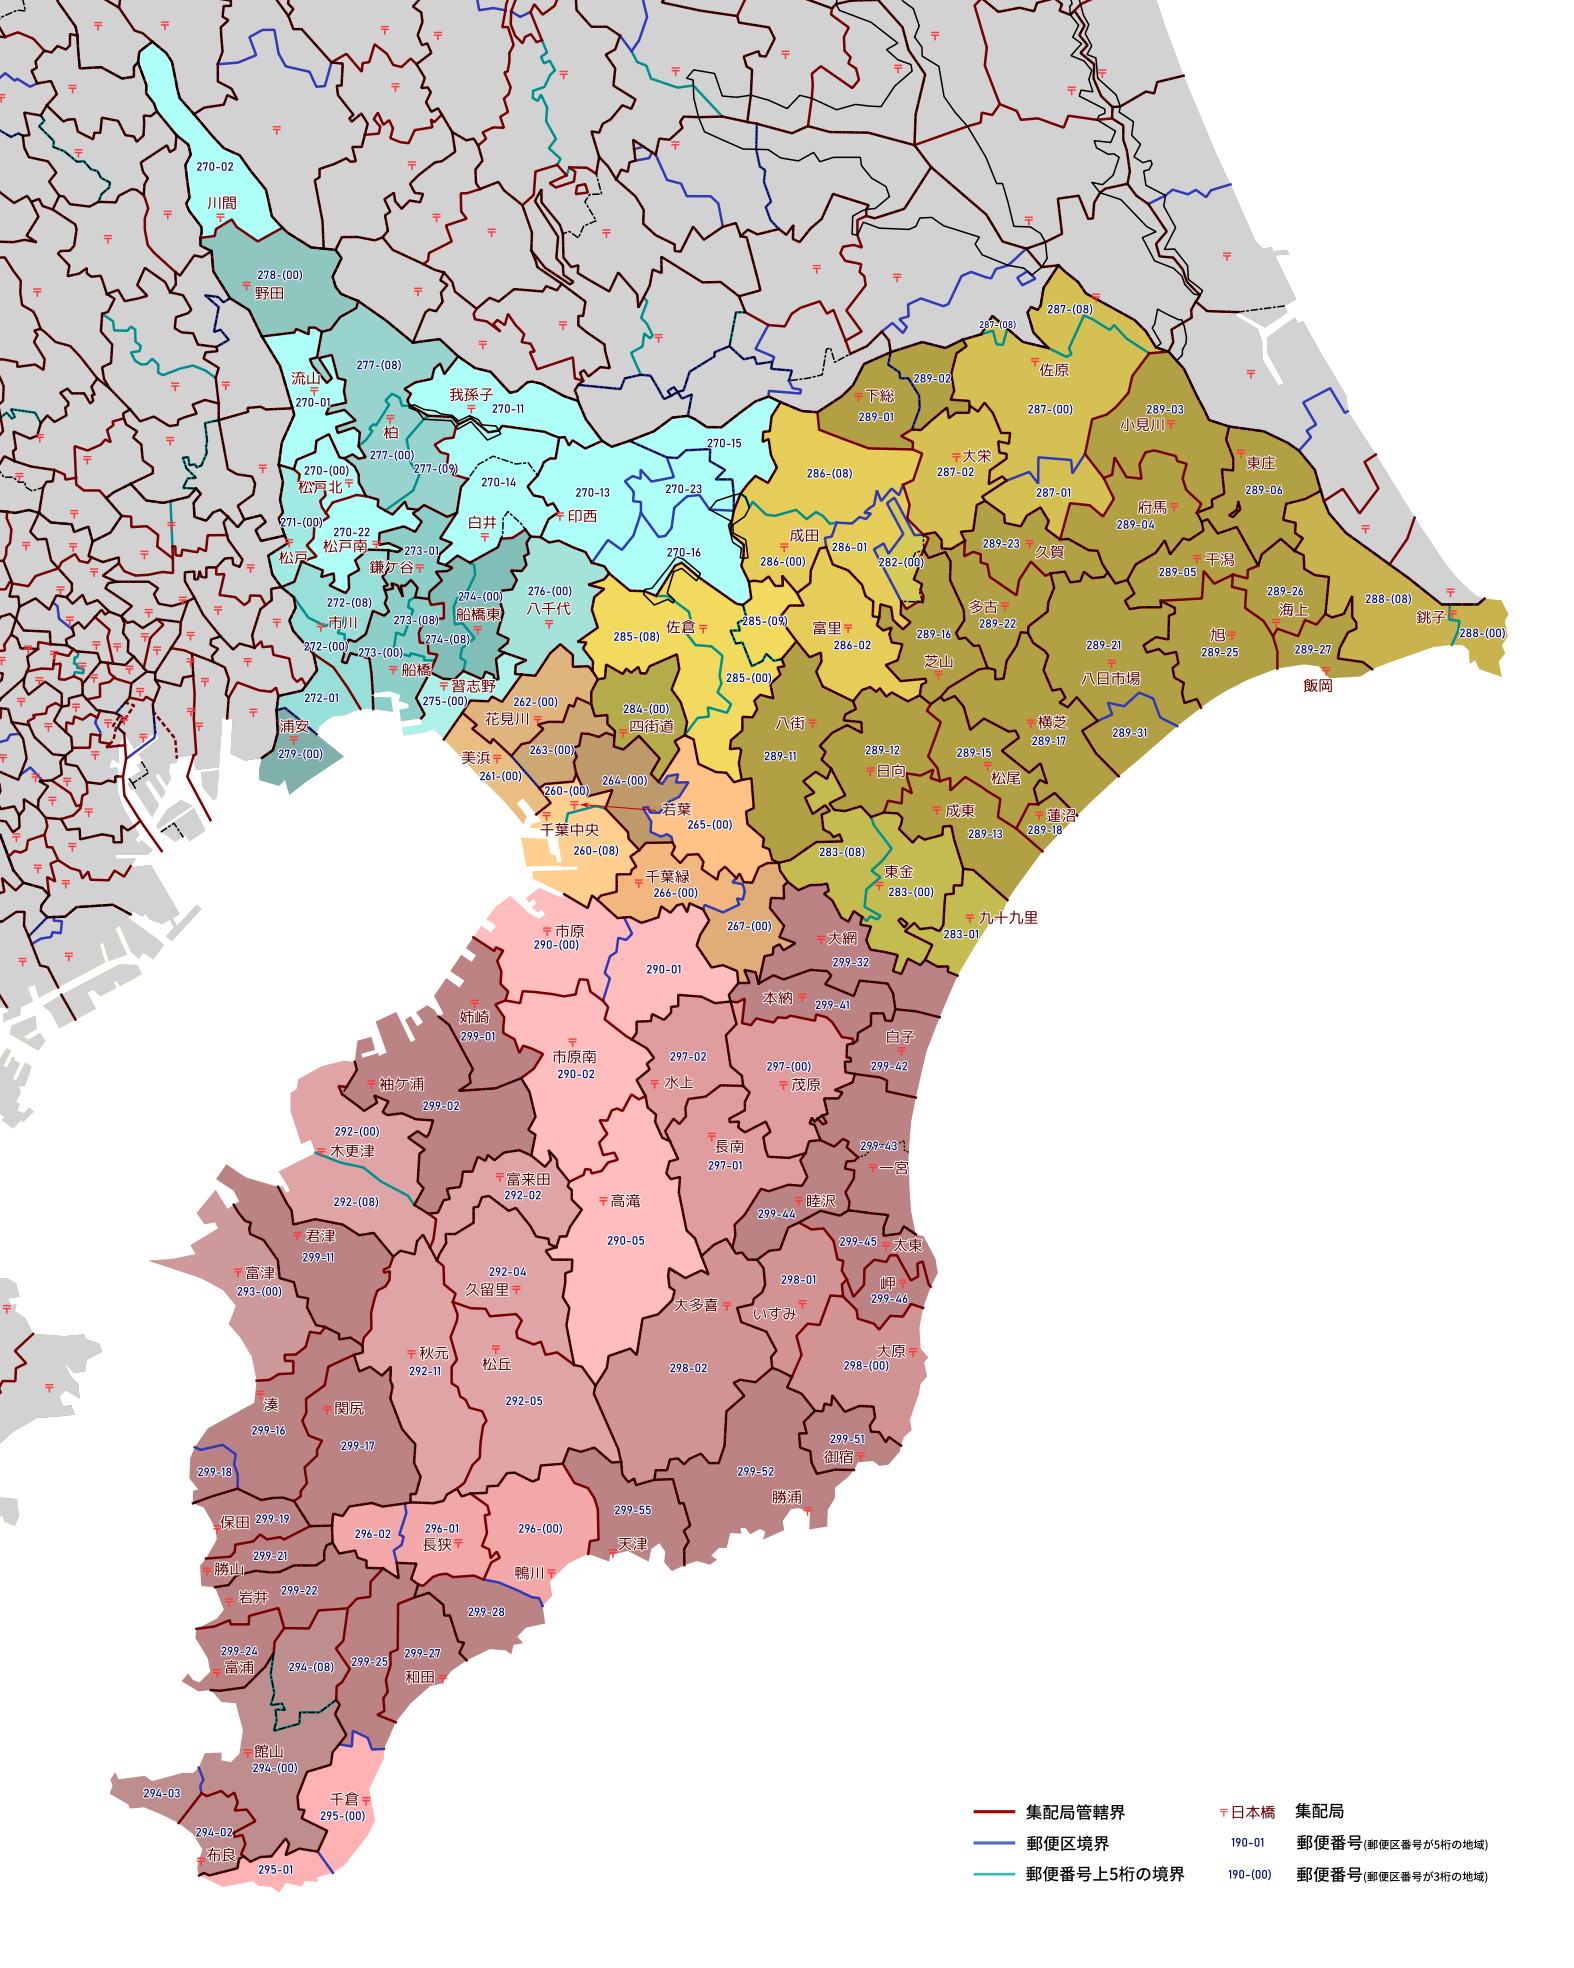 270-02
川間
278-(00)
野田
277-(08)
流山
270-01
我孫子
270-11
柏
277-(00)
277-(09)
270-(00)
松戸北
270-14
270-13
270-23
270-15
271-(00)
270-22
松戸南
松戸
白井
印西
273-01
鎌ケ谷
270-16
272-(08)
市川
273-(08)
274-(00)
船橋東
276-(00)
八千代
274-(08)
272-(00)
273-(00)
船橋
習志野
275-(00)
272-01
浦安
279-(00)
287-(08)
287-(08)
佐原
289-02
下総
289-01
287-(00)
289-03
小見川
大栄
287-02
286-(08)
287-01
東庄
289-06
府馬
289-04
成田
286-(00)
286-01
282-(00)
289-23
久賀
干潟
289-05
289-26
海上
288-(08)
銚子
288-(00)
佐倉
285-(08)
285-(09)
285-(00)
富里
286-02
多古
289-22
289-16
芝山
289-21
八日市場
旭
289-25
289-27
飯岡
262-(00)
花見川
284-(00)
四街道
美浜
261-(00)
263-(00)
264-(00)
260-(00)
若葉
千葉中央
260-(08)
265-(00)
千葉緑
266-(00)
267-(00)
八街
289-11
289-12
日向
289-15
松尾
横芝
289-17
289-31
成東
289-13
蓮沼
289-18
283-(08)
東金
283-(00)
九十九里
283-01
市原
290-(00)
290-01
大網
299-32
本納
299-41
姉崎
299-01
市原南
290-02
297-02
水上
297-(00)
茂原
白子
299-42
袖ケ浦
299-02
292-(00)
木更津
292-(08)
長南
297-01
299-43
一宮
富来田
292-02
高滝
290-05
睦沢
299-44
299-45
太東
君津
299-11
富津
293-(00)
292-04
久留里
298-01
いすみ
岬
299-46
大多喜
298-02
大原
298-(00)
秋元
292-11
松丘
292-05
湊
299-16
関尻
299-17
299-18
299-51
御宿
299-52
勝浦
保田
299-19
299-21
勝山
岩井
299-22
296-02
296-01
長狭
296-(00)
鴨川
299-55
天津
299-28
299-24
富浦
294-(08)
299-25
299-27
和田
館山
294-(00)
294-03
294-02
布良
千倉
295-(00)
295-01
集配局管轄界
〒日本橋 集配局
郵便区境界
190-01 郵便番号(郵便区番号が5桁の地域)
郵便番号上5桁の境界
190-(00) 郵便番号(郵便区番号が3桁の地域)